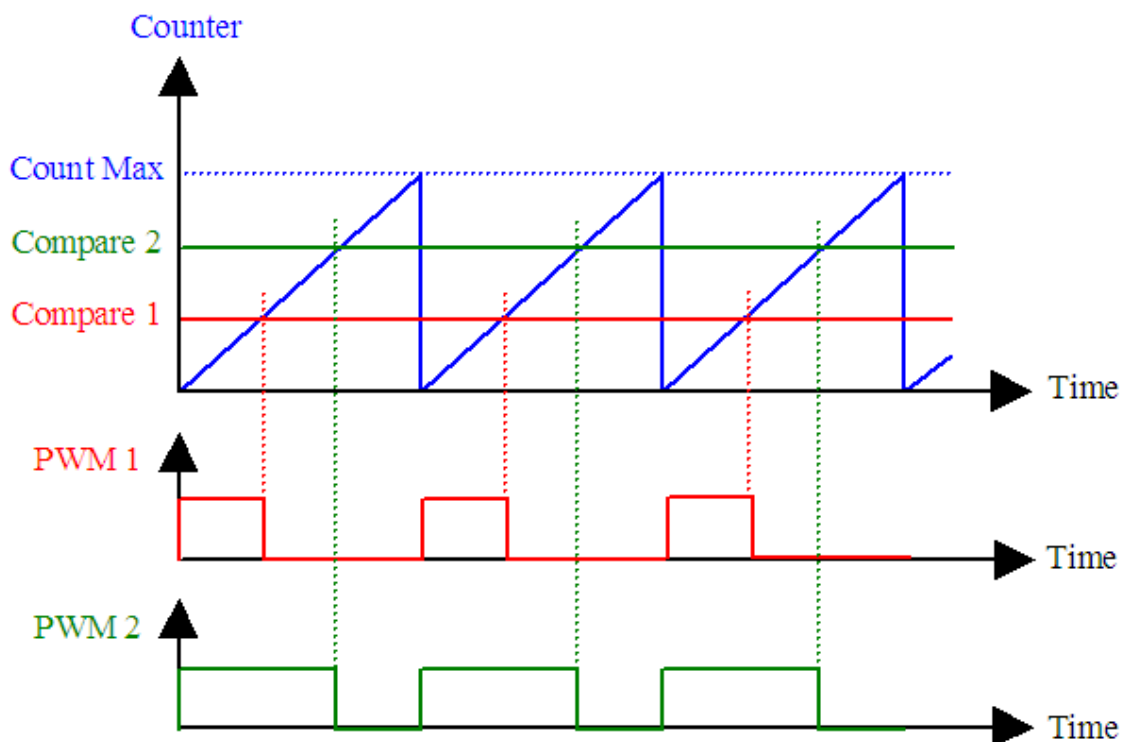 Counter
Count Max
Compare 2
Compare 1
Time
PWM 1
Time
PWM 2
Time